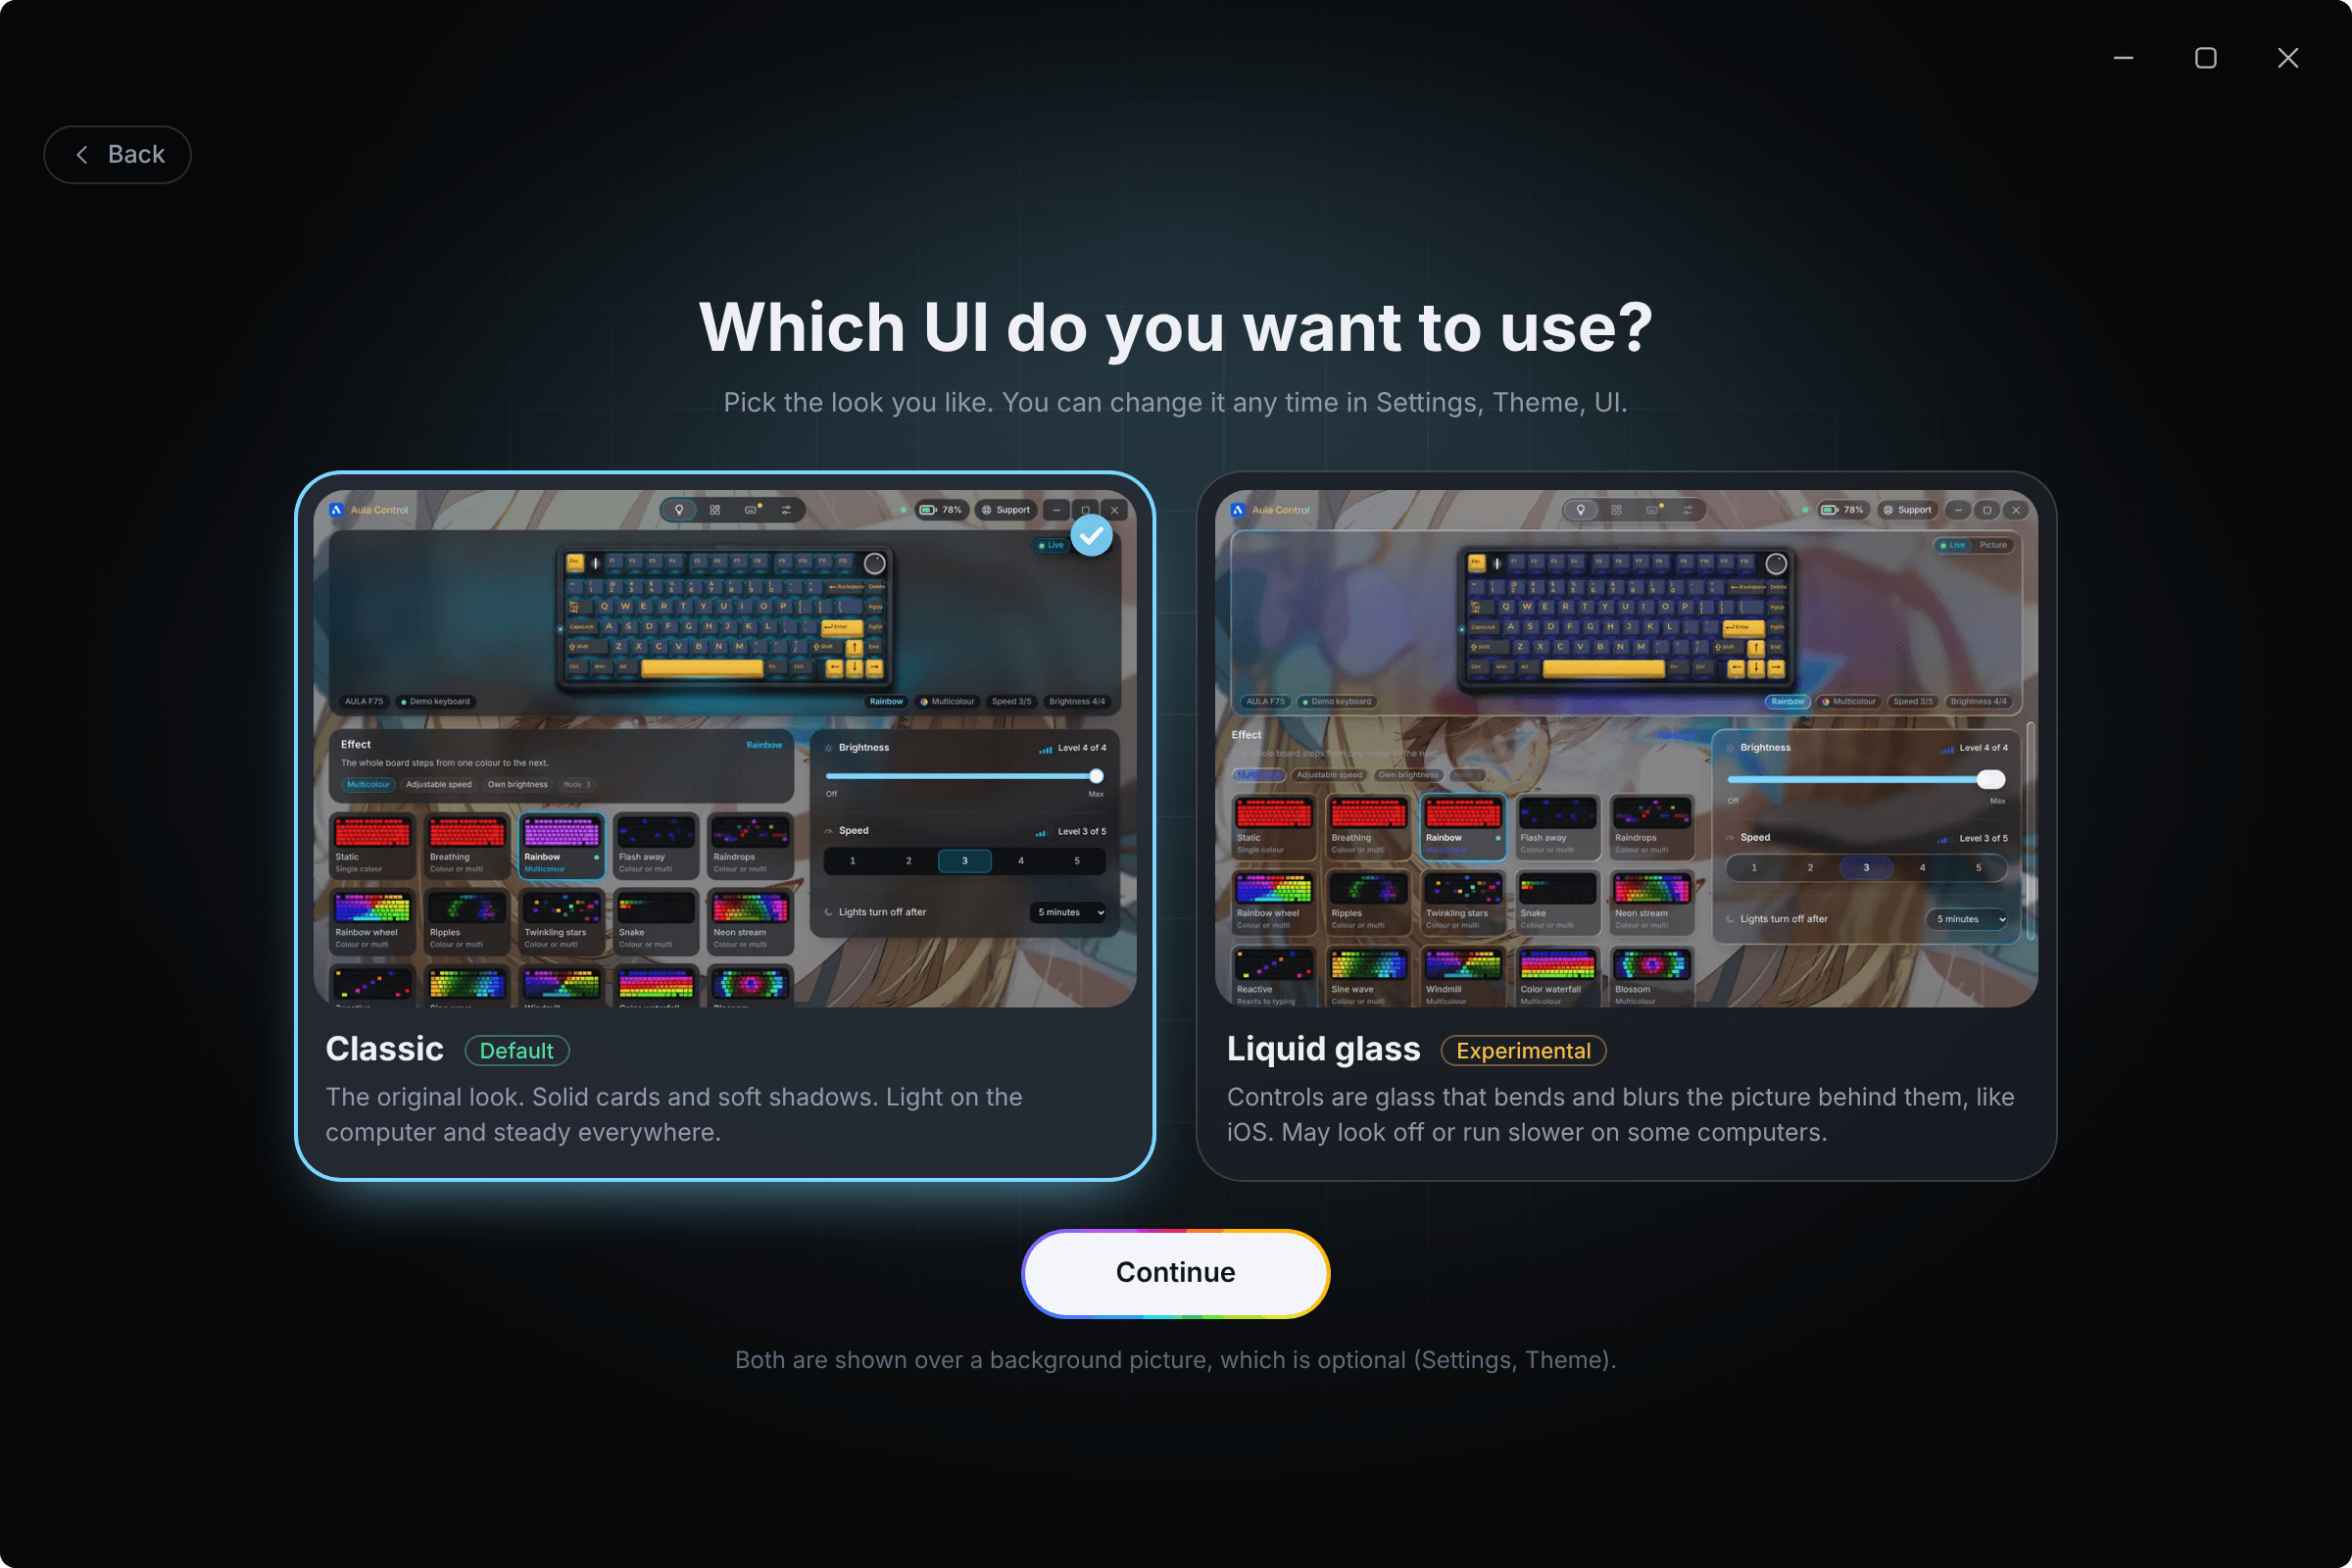 Back
Which UI do you want to use?
Pick the look you like. You can change it any time in Settings, Theme, UI.
Aula Control
78%
Support
Live
AULA F75
Demo keyboard
Rainbow
Multicolour
Speed 3/5
Brightness 4/4
Effect
Rainbow
The whole board steps from one colour to the next.
Multicolour
Adjustable speed
Own brightness
Mode 3
Brightness
Level 4 of 4
Off
Max
Speed
Level 3 of 5
1 2 3 4 5
Lights turn off after
5 minutes
Static
Single colour
Breathing
Colour or multi
Rainbow
Multicolour
Flash away
Colour or multi
Raindrops
Colour or multi
Rainbow wheel
Colour or multi
Ripples
Colour or multi
Twinkling stars
Colour or multi
Snake
Colour or multi
Neon stream
Colour or multi
Classic
Default
The original look. Solid cards and soft shadows. Light on the
computer and steady everywhere.
Aula Control
78%
Support
Live
Picture
AULA F75
Demo keyboard
Rainbow
Multicolour
Speed 3/5
Brightness 4/4
Effect
The whole board steps from one colour to the next.
Adjustable speed
Own brightness
Mode 3
Brightness
Level 4 of 4
Off
Max
Speed
Level 3 of 5
1 2 3 4 5
Lights turn off after
5 minutes
Static
Single colour
Breathing
Colour or multi
Rainbow
Flash away
Colour or multi
Raindrops
Colour or multi
Rainbow wheel
Colour or multi
Ripples
Colour or multi
Twinkling stars
Colour or multi
Snake
Colour or multi
Neon stream
Colour or multi
Reactive
Reacts to typing
Sine wave
Colour or multi
Windmill
Multicolour
Color waterfall
Multicolour
Blossom
Multicolour
Liquid glass
Experimental
Controls are glass that bends and blurs the picture behind them, like
iOS. May look off or run slower on some computers.
Continue
Both are shown over a background picture, which is optional (Settings, Theme).